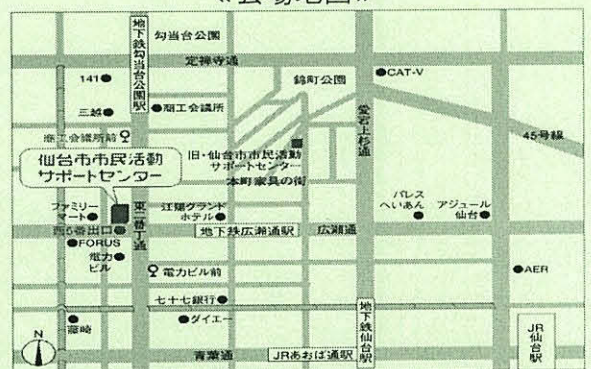 ≪会場地図≫
地下鉄勾当台公園駅
勾当台公園
定禅寺通
錦町公園
CAT-V
141
三越
商工会議所
愛宕上杉通
45号線
商工会議所前
旧・仙台市市民活動
サポートセンター
本町家具の街
仙台市市民活動
サポートセンター
ファミリー
マート
東二番丁通
江陽グランド
ホテル
パレス
へいあん
アジュール
仙台
西5番出口
地下鉄広瀬通駅
広瀬通
FORUS
電力
ビル
電力ビル前
AER
七十七銀行
藤崎
ダイエー
地下鉄仙台駅
JR
仙台駅
N
青葉通
JRあおば通駅